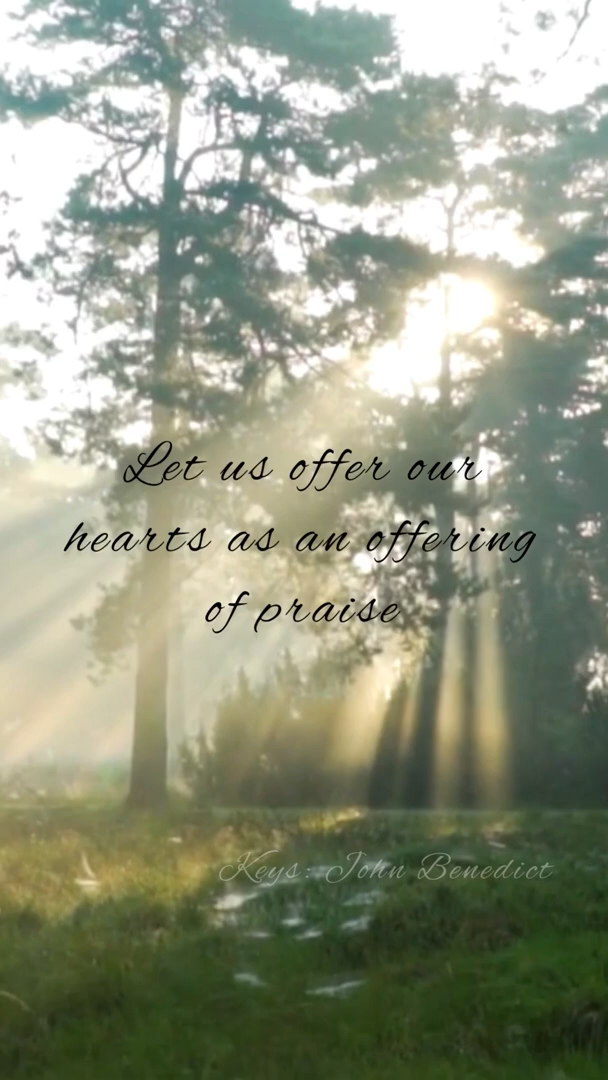 Let us offer our
hearts as an offering
of praise
Keys: John Benedict